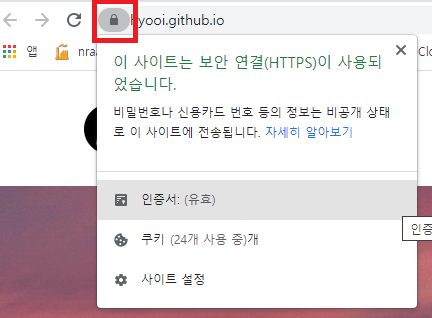 hyooi.github.io
앱
nra
Clo
이 사이트는 보안 연결(HTTPS)이 사용되
었습니다.
비밀번호나 신용카드 번호 등의 정보는 비공개 상태
로 이 사이트에 전송됩니다. 자세히 알아보기
인증서: (유효)
인증
쿠키 (24개 사용 중)개
사이트 설정